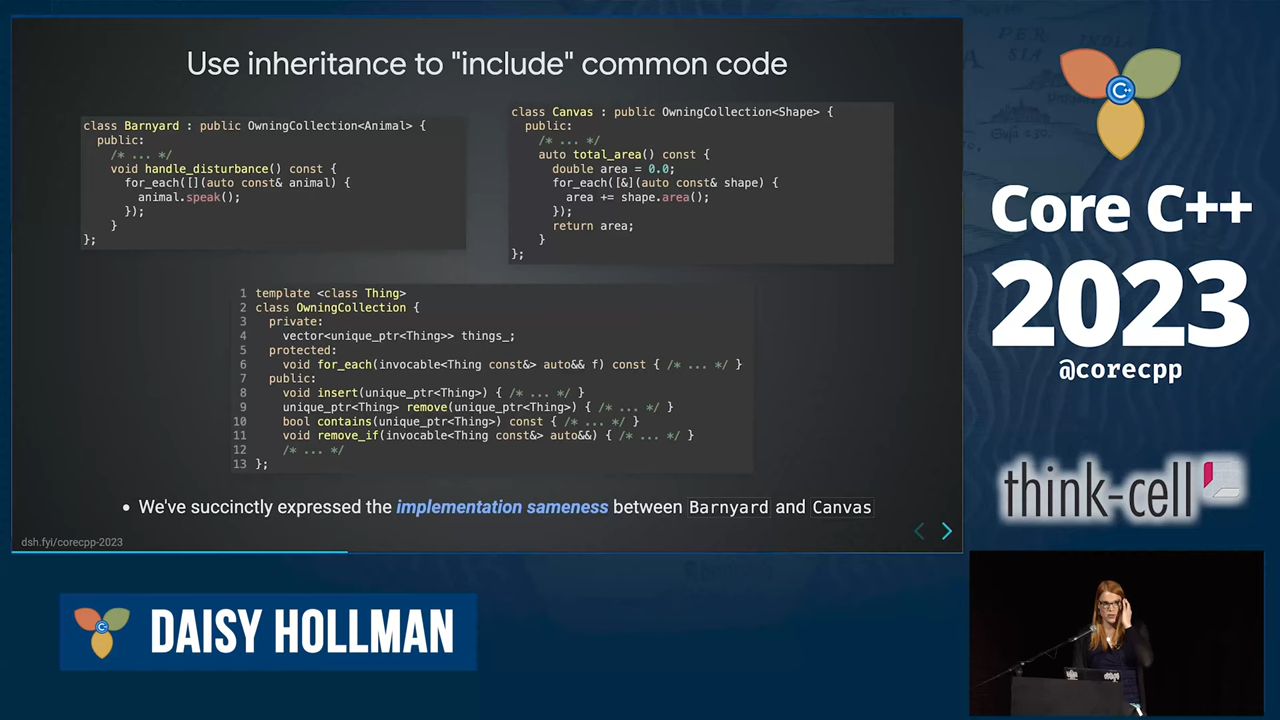 Use inheritance to "include" common code
class Barnyard : public OwningCollection<Animal> {
  public:
    /* ... */
    void handle_disturbance() const {
      for_each([](auto const& animal) {
        animal.speak();
      });
    }
};
class Canvas : public OwningCollection<Shape> {
  public:
    /* ... */
    auto total_area() const {
      double area = 0.0;
      for_each([&](auto const& shape) {
        area += shape.area();
      });
      return area;
    }
};
1 template <class Thing>
2 class OwningCollection {
3   private:
4     vector<unique_ptr<Thing>> things_;
5   protected:
6     void for_each(invocable<Thing const&> auto&& f) const { /* ... */ }
7   public:
8     void insert(unique_ptr<Thing>) { /* ... */ }
9     unique_ptr<Thing> remove(unique_ptr<Thing>) { /* ... */ }
10     bool contains(unique_ptr<Thing>) const { /* ... */ }
11     void remove_if(invocable<Thing const&> auto&&) { /* ... */ }
12     /* ... */
13 };
• We've succinctly expressed the implementation sameness between Barnyard and Canvas
dsh.fyi/corecpp-2023
C++
Core C++
2023
@corecpp
think-cell
C++
DAISY HOLLMAN